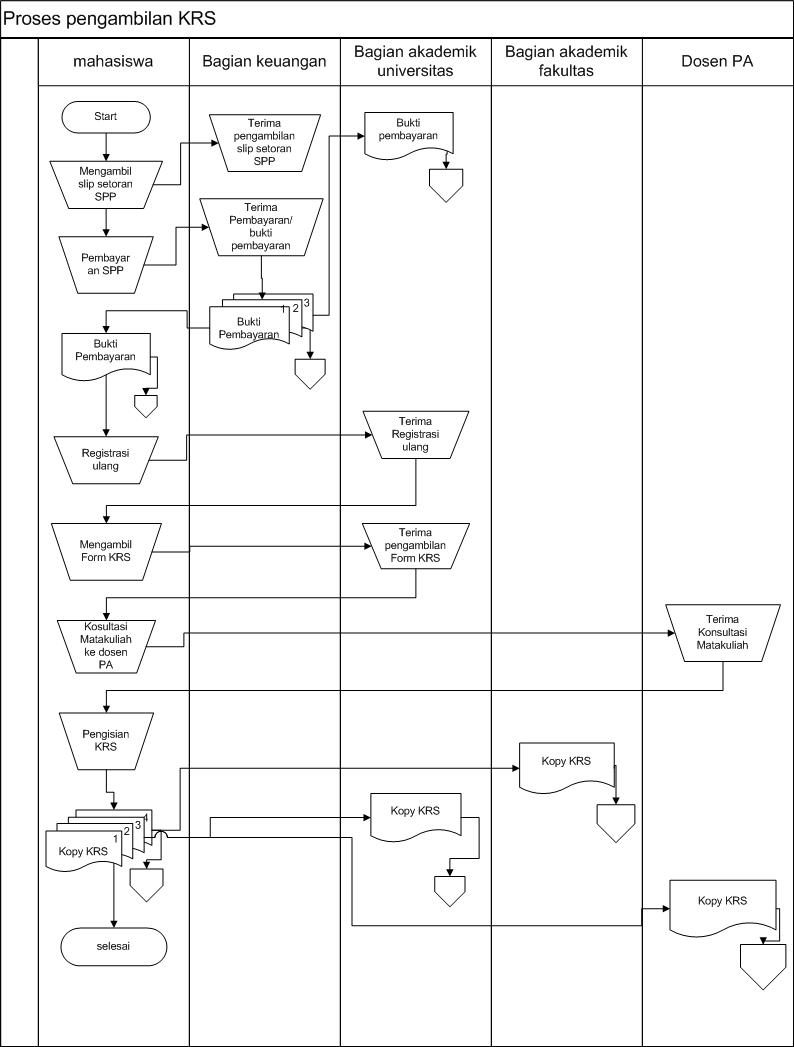 Proses pengambilan KRS
mahasiswa
Bagian keuangan
Bagian akademik
universitas
Bagian akademik
fakultas
Dosen PA
Start
Terima
pengambilan
slip setoran
SPP
Bukti
pembayaran
Mengambil
slip setoran
SPP
Terima
Pembayaran/
bukti
pembayaran
Pembayar
an SPP
1 2 3
Bukti
Pembayaran
Bukti
Pembayaran
Terima
Registrasi
ulang
Registrasi
ulang
Mengambil
Form KRS
Terima
pengambilan
Form KRS
Kosultasi
Matakuliah
ke dosen
PA
Terima
Konsultasi
Matakuliah
Pengisian
KRS
Kopy KRS
Kopy KRS
1 2 3 4
Kopy KRS
Kopy KRS
selesai